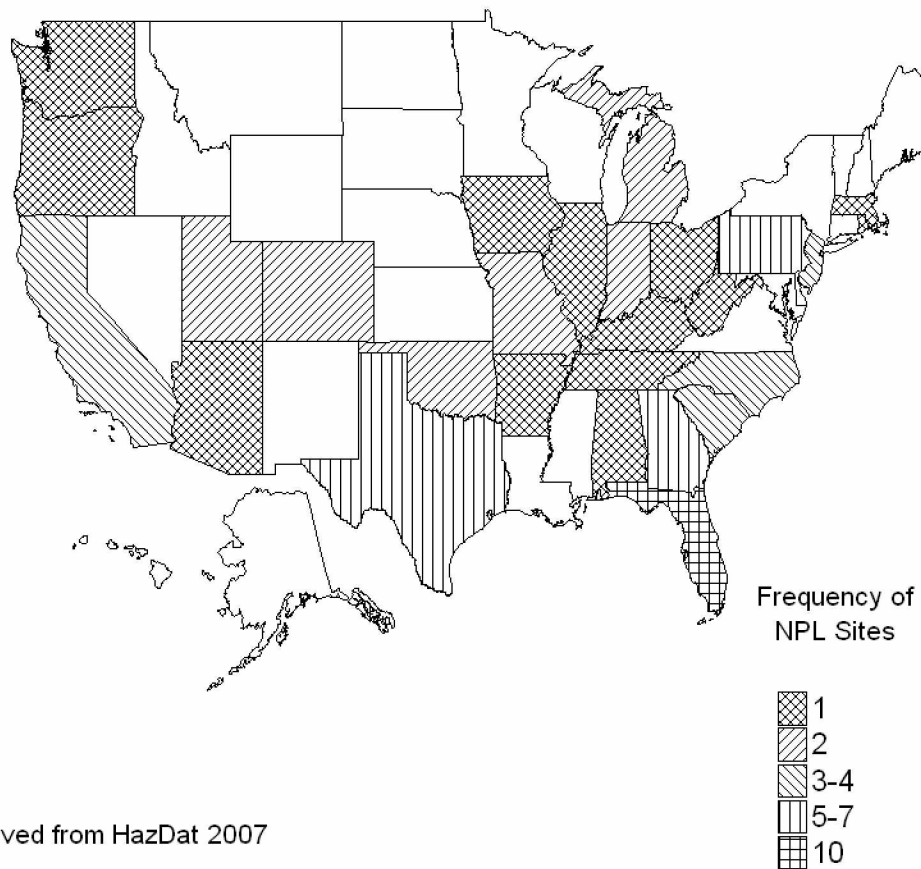 Frequency of
NPL Sites
1
2
3-4
5-7
10
ved from HazDat 2007